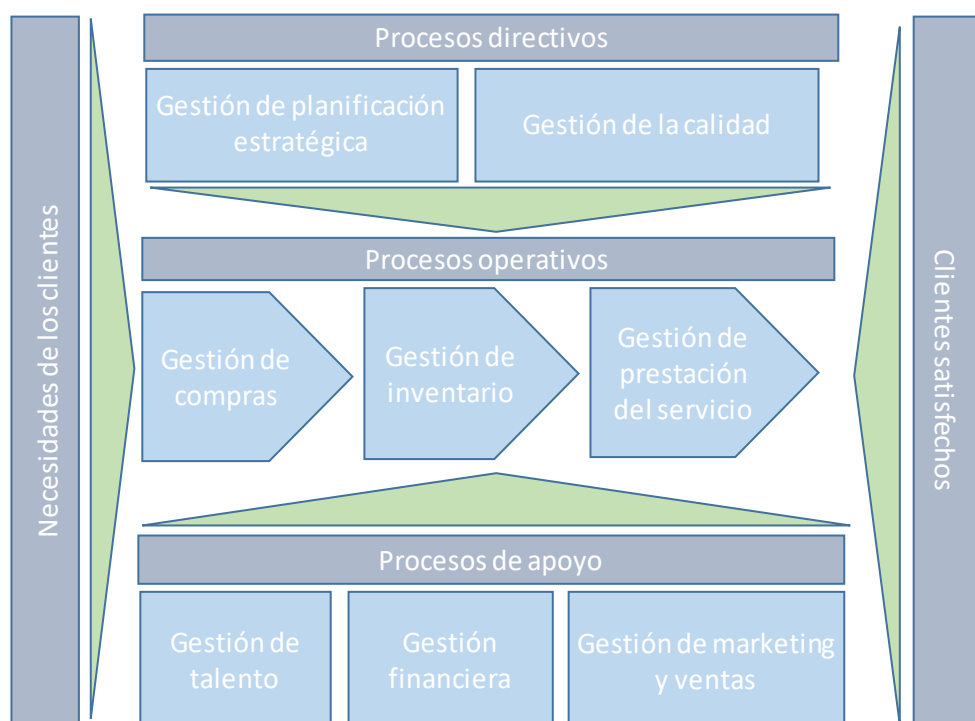 Necesidades de los clientes
Procesos directivos
Gestión de planificación
estratégica
Gestión de la calidad
Procesos operativos
Gestión de
compras
Gestión de
inventario
Gestión de
prestación
del servicio
Procesos de apoyo
Gestión de
talento
Gestión
financiera
Gestión de marketing
y ventas
Clientes satisfechos